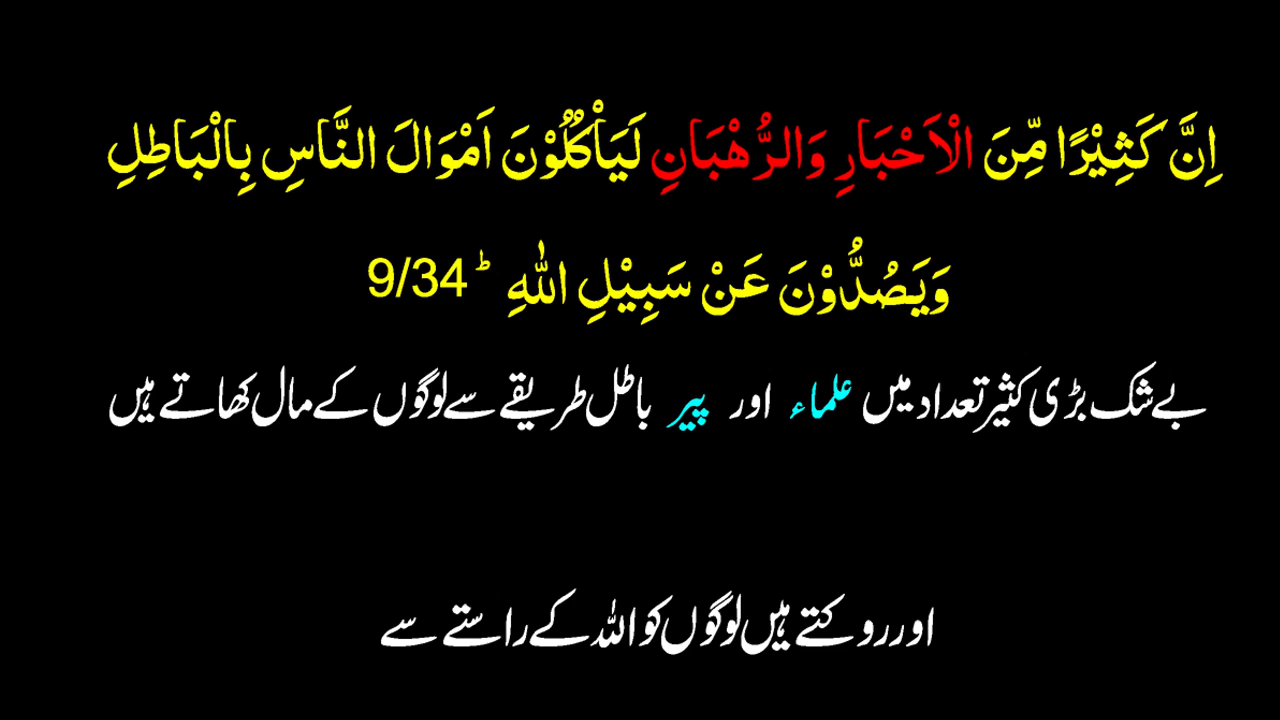 اِنَّ كَثِيْرًا مِّنَ الْاَحْبَارِ وَالرُّهْبَانِ لَيَاْكُلُوْنَ اَمْوَالَ النَّاسِ بِالْبَاطِلِ
وَيَصُدُّوْنَ عَنْ سَبِيْلِ اللّٰهِ ؕ 9/34
بے شک بڑی کثیر تعداد میں علماء اور پیر باطل طریقے سے لوگوں کے مال کھاتے ہیں
اور روکتے ہیں لوگوں کو اللہ کے راستے سے